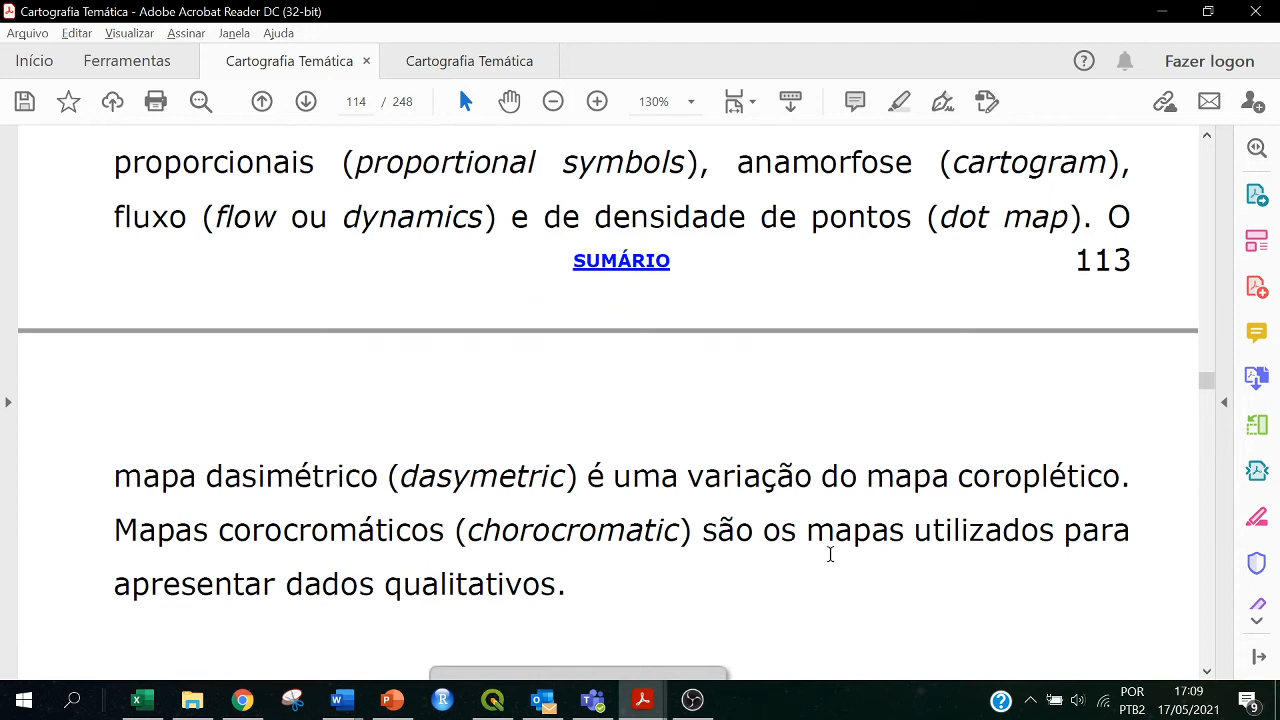 Cartografia Temática - Adobe Acrobat Reader DC (32-bit)
Arquivo Editar Visualizar Assinar Janela Ajuda
Início Ferramentas Cartografia Temática × Cartografia Temática Fazer logon
114 / 248 130%
proporcionais (proportional symbols), anamorfose (cartogram),
fluxo (flow ou dynamics) e de densidade de pontos (dot map). O
SUMÁRIO 113
mapa dasimétrico (dasymetric) é uma variação do mapa coroplético.
Mapas corocromáticos (chorocromatic) são os mapas utilizados para
apresentar dados qualitativos.
POR 17:09
PTB2 17/05/2021 9